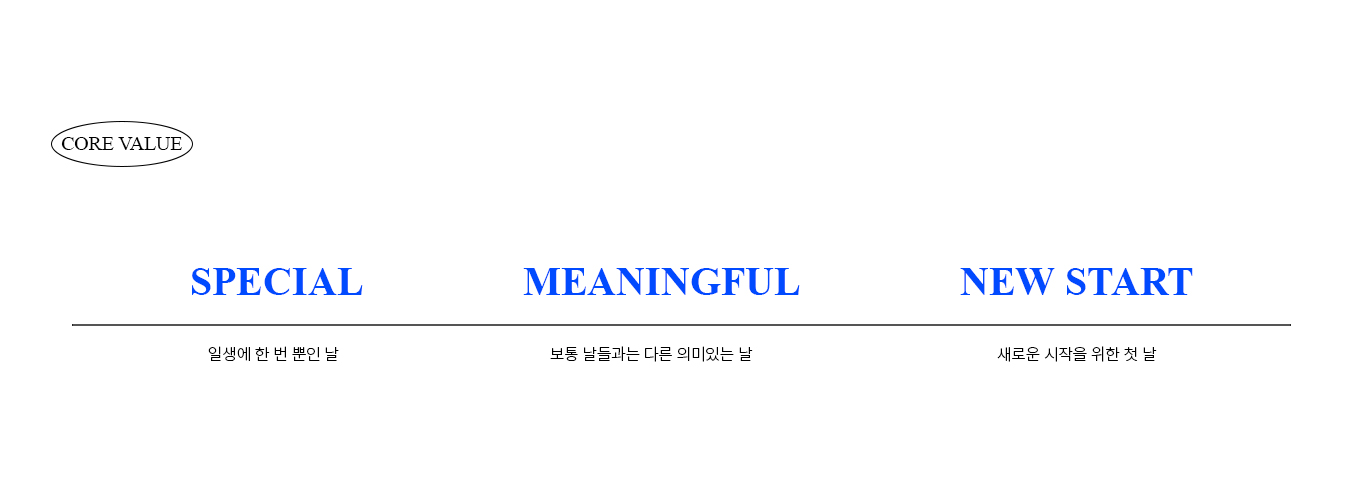 CORE VALUE
SPECIAL
MEANINGFUL
NEW START
일생에 한 번 뿐인 날
보통 날들과는 다른 의미있는 날
새로운 시작을 위한 첫 날